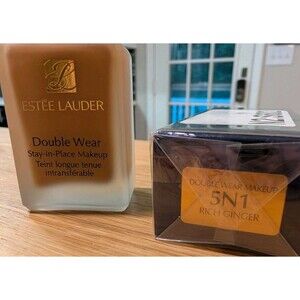 ESTĒE LAUDER
Double Wear
Stay-in-Place Makeup
Teint longue tenue
intransférable
DOUBLE WEAR MAKEUP
5N1
RICH GINGER